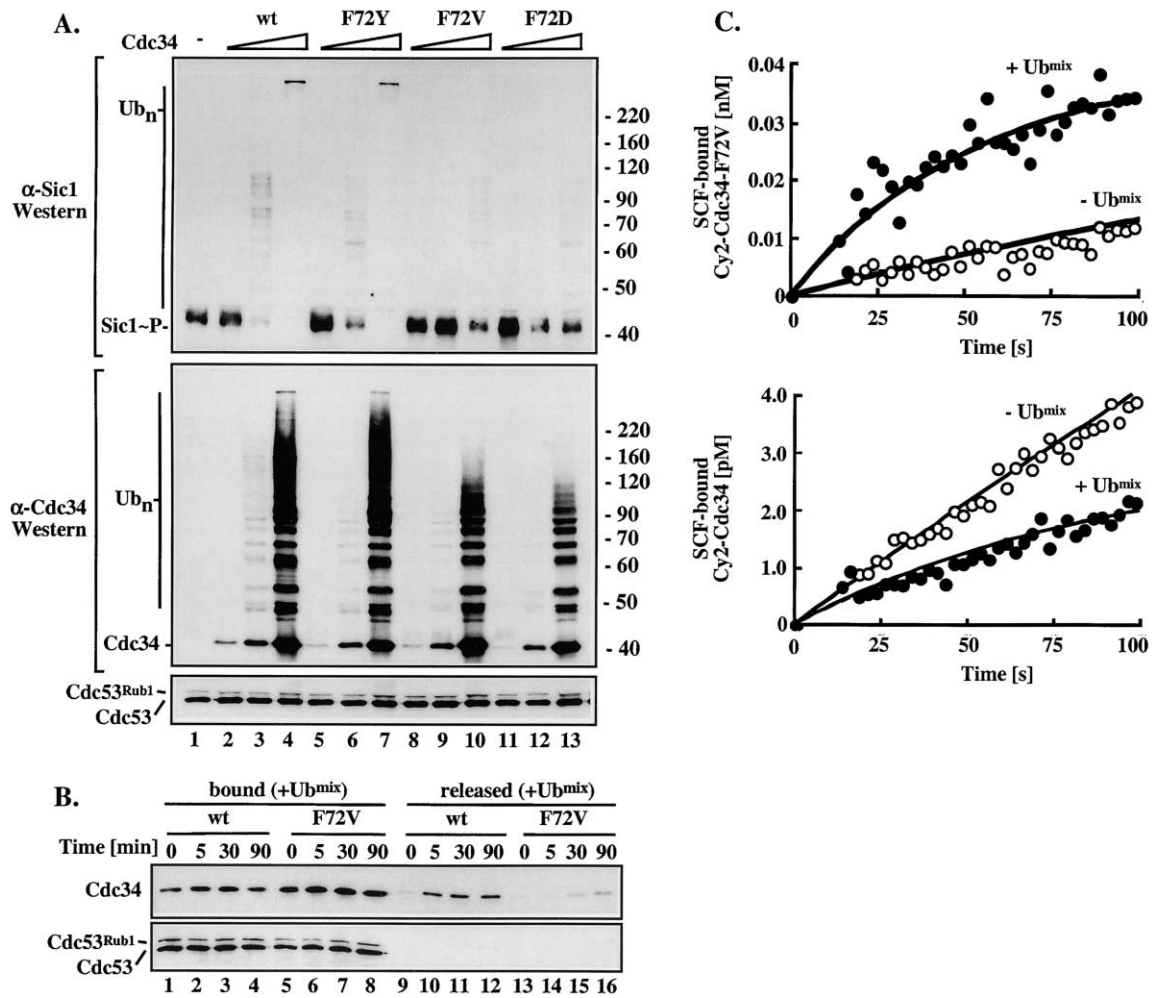 A.
wt F72Y F72V F72D
Cdc34 -
Ubn
α-Sic1
Western
Sic1~P-
- 220
- 160
- 120
- 90
- 70
- 60
- 50
- 40
α-Cdc34
Western
Ubn
Cdc34
- 220
- 160
- 120
- 90
- 70
- 60
- 50
- 40
Cdc53Rub1
Cdc53
1 2 3 4 5 6 7 8 9 10 11 12 13
B.
bound (+Ubmix) released (+Ubmix)
wt F72V wt F72V
Time [min] 0 5 30 90 0 5 30 90 0 5 30 90 0 5 30 90
Cdc34
Cdc53Rub1
Cdc53
1 2 3 4 5 6 7 8 9 10 11 12 13 14 15 16
C.
SCF-bound
Cy2-Cdc34-F72V [nM]
0.04
0.03
0.02
0.01
0
+ Ubmix
- Ubmix
0 25 50 75 100
Time [s]
SCF-bound
Cy2-Cdc34 [pM]
4.0
3.0
2.0
1.0
0
- Ubmix
+ Ubmix
0 25 50 75 100
Time [s]